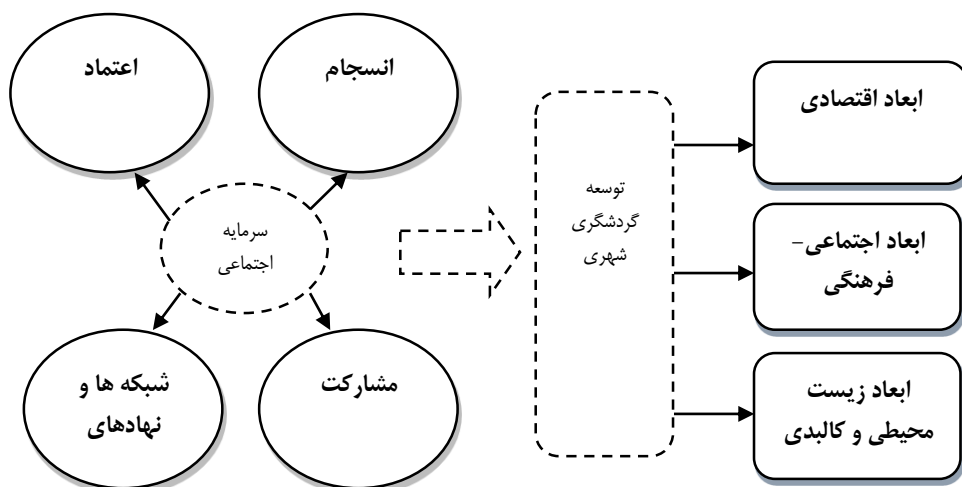 انسجام
اعتماد
سرمایه
اجتماعی
مشارکت
شبکه ها و
نهادهای
توسعه
گردشگری
شهری
ابعاد اقتصادی
ابعاد اجتماعی-
فرهنگی
ابعاد زیست
محیطی و کالبدی